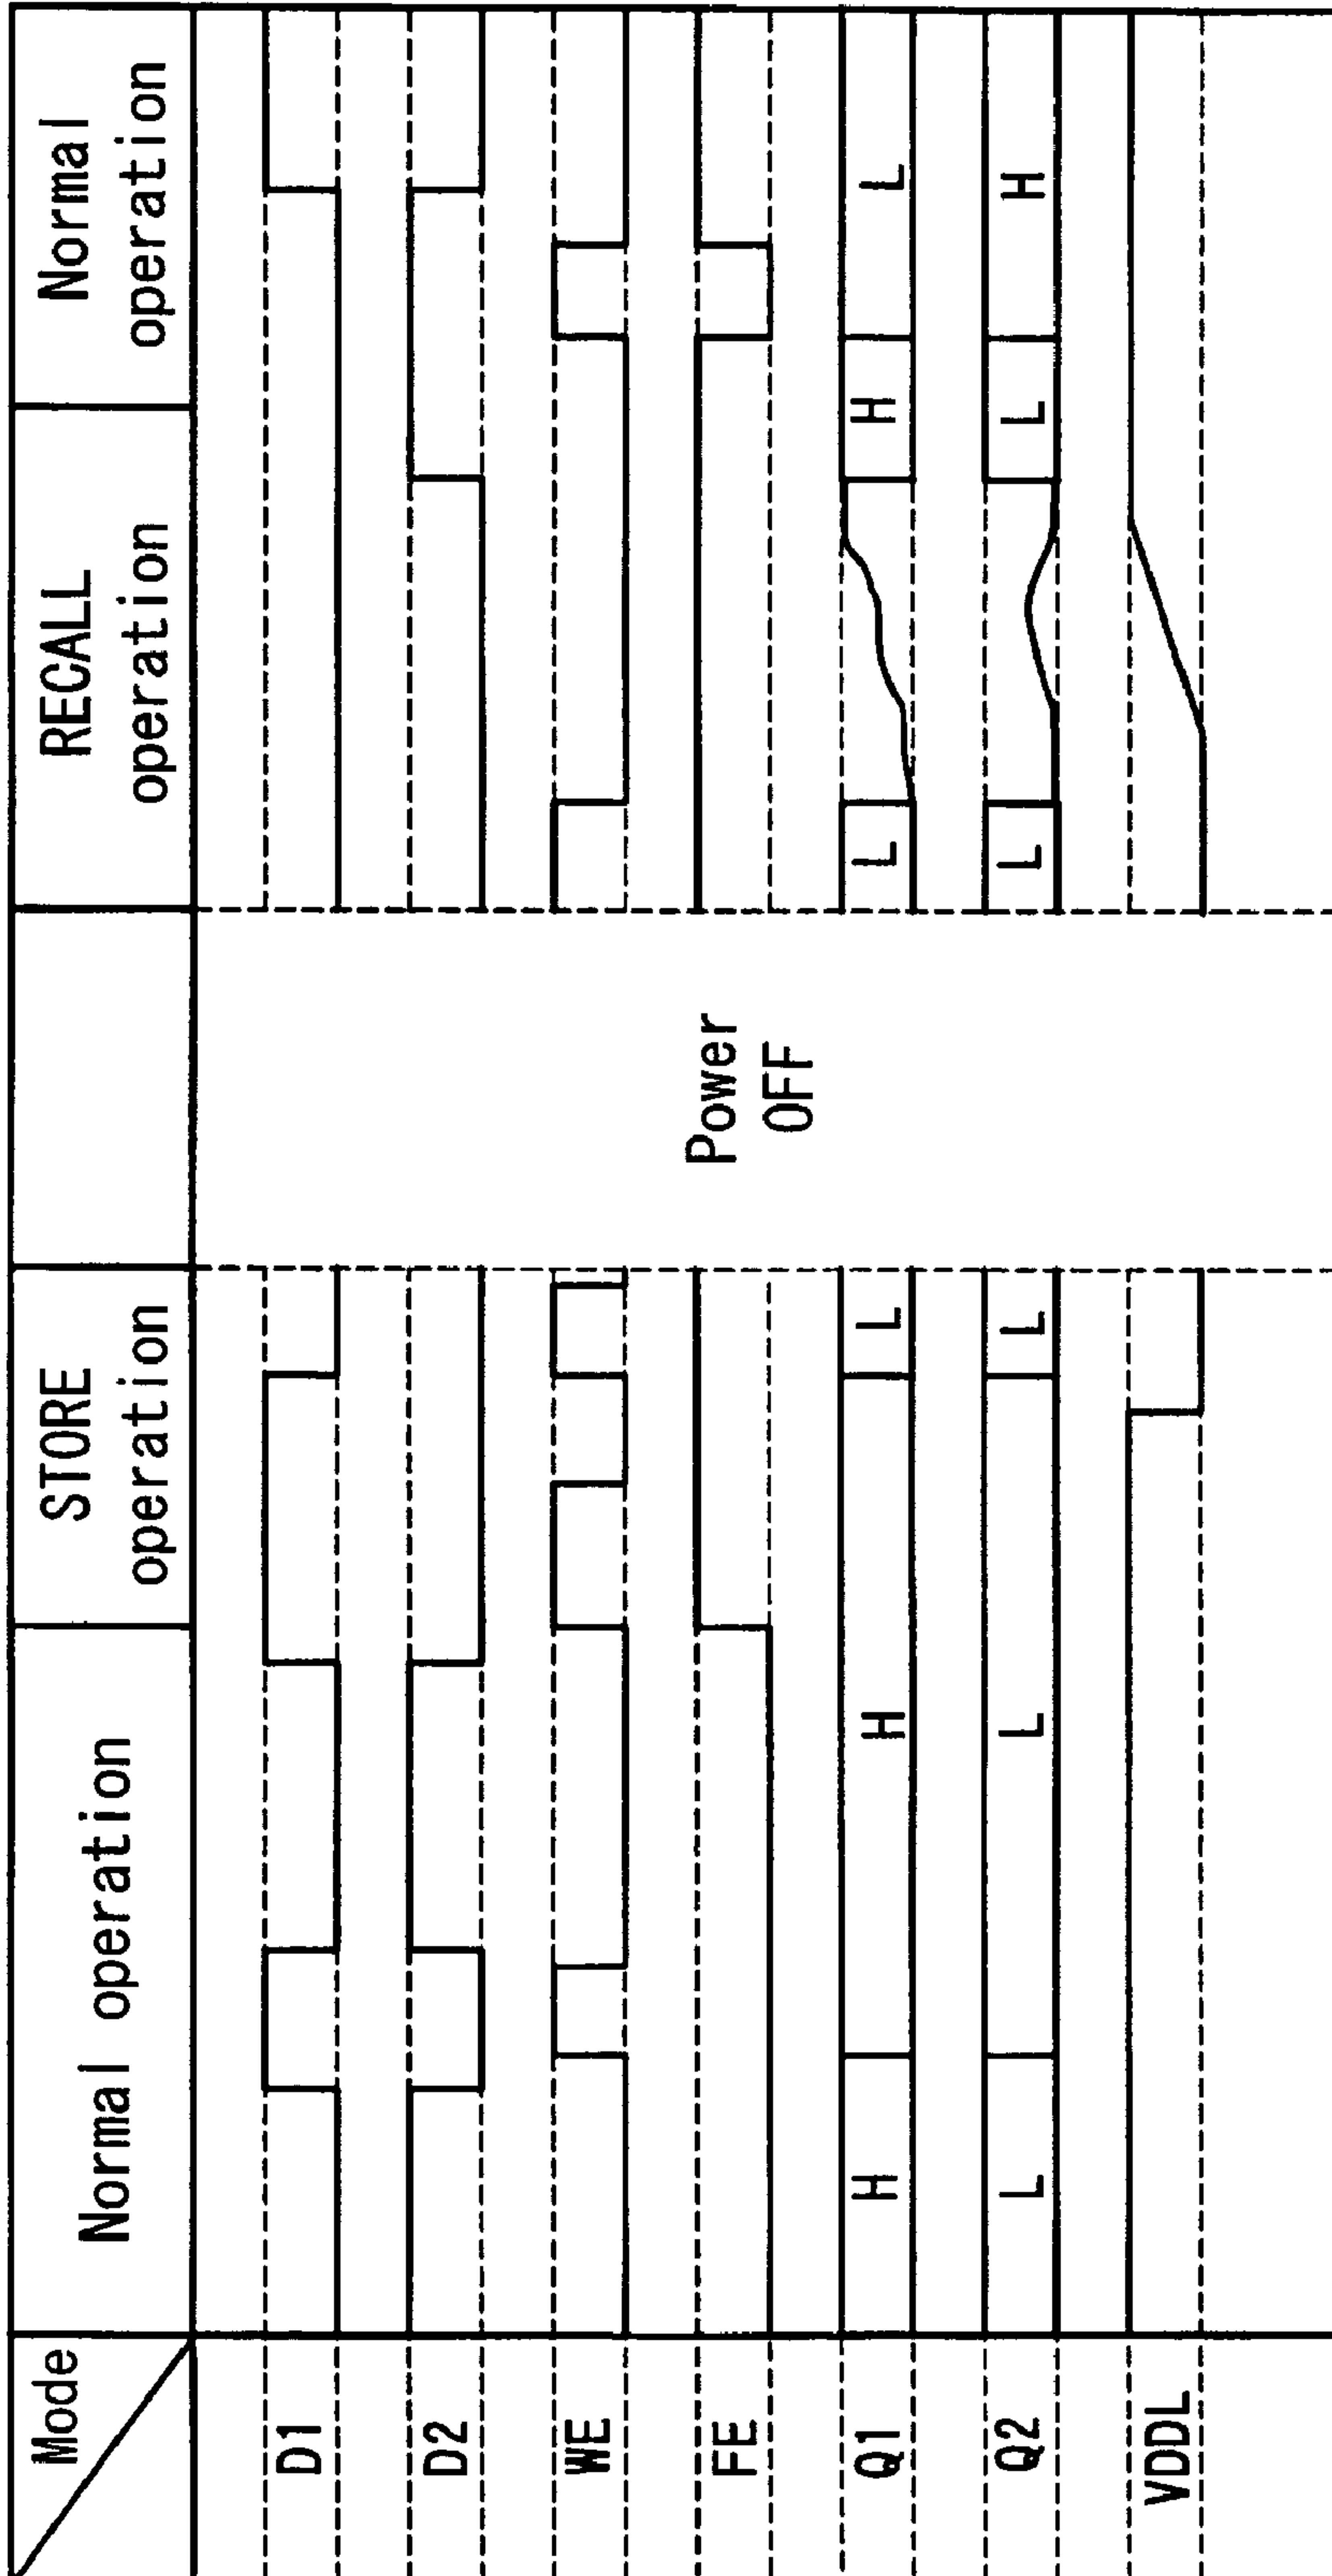 Mode
Normal operation
STORE
operation
RECALL
operation
Normal
operation
D1
D2
WE
FE
Power
OFF
Q1
H
H
L
L
H
L
Q2
L
L
L
L
L
H
VDDL